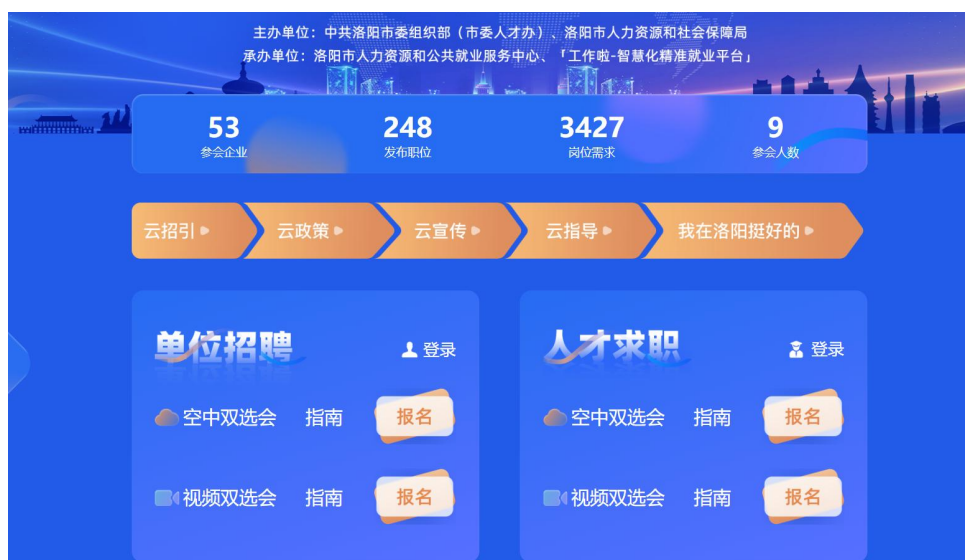 主办单位：中共洛阳市委组织部（市委人才办）、洛阳市人力资源和社会保障局
承办单位：洛阳市人力资源和公共就业服务中心、「工作啦-智慧化精准就业平台」
53 248 3427 9
参会企业 发布职位 岗位需求 参会人数
云招引 云政策 云宣传 云指导 我在洛阳挺好的
单位招聘 登录
空中双选会 指南 报名
视频双选会 指南 报名
人才求职 登录
空中双选会 指南 报名
视频双选会 指南 报名